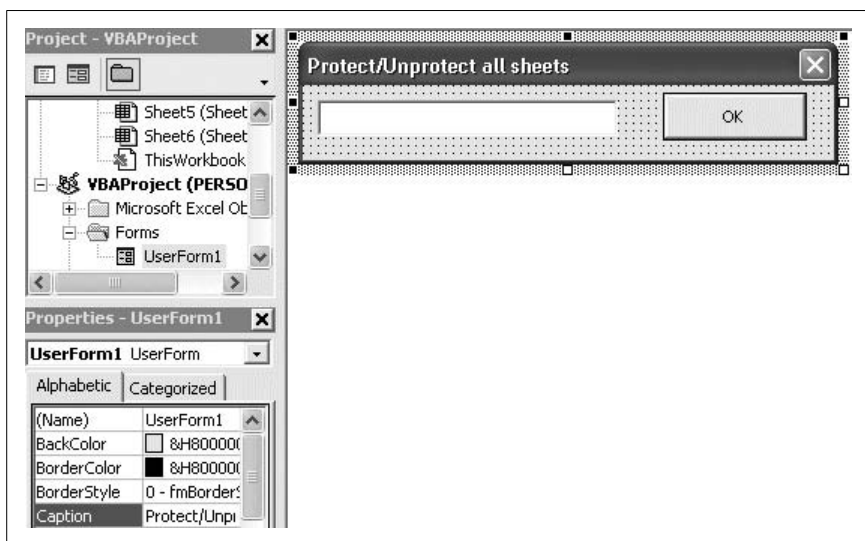 Project - VBAProject
Sheet5 (Sheet
Sheet6 (Sheet
ThisWorkbook
VBAProject (PERSO
Microsoft Excel Ob
Forms
UserForm1
Properties - UserForm1
UserForm1 UserForm
Alphabetic Categorized
(Name) UserForm1
BackColor &H800000
BorderColor &H800000
BorderStyle 0 - fmBorderS
Caption Protect/Unpr
Protect/Unprotect all sheets
OK